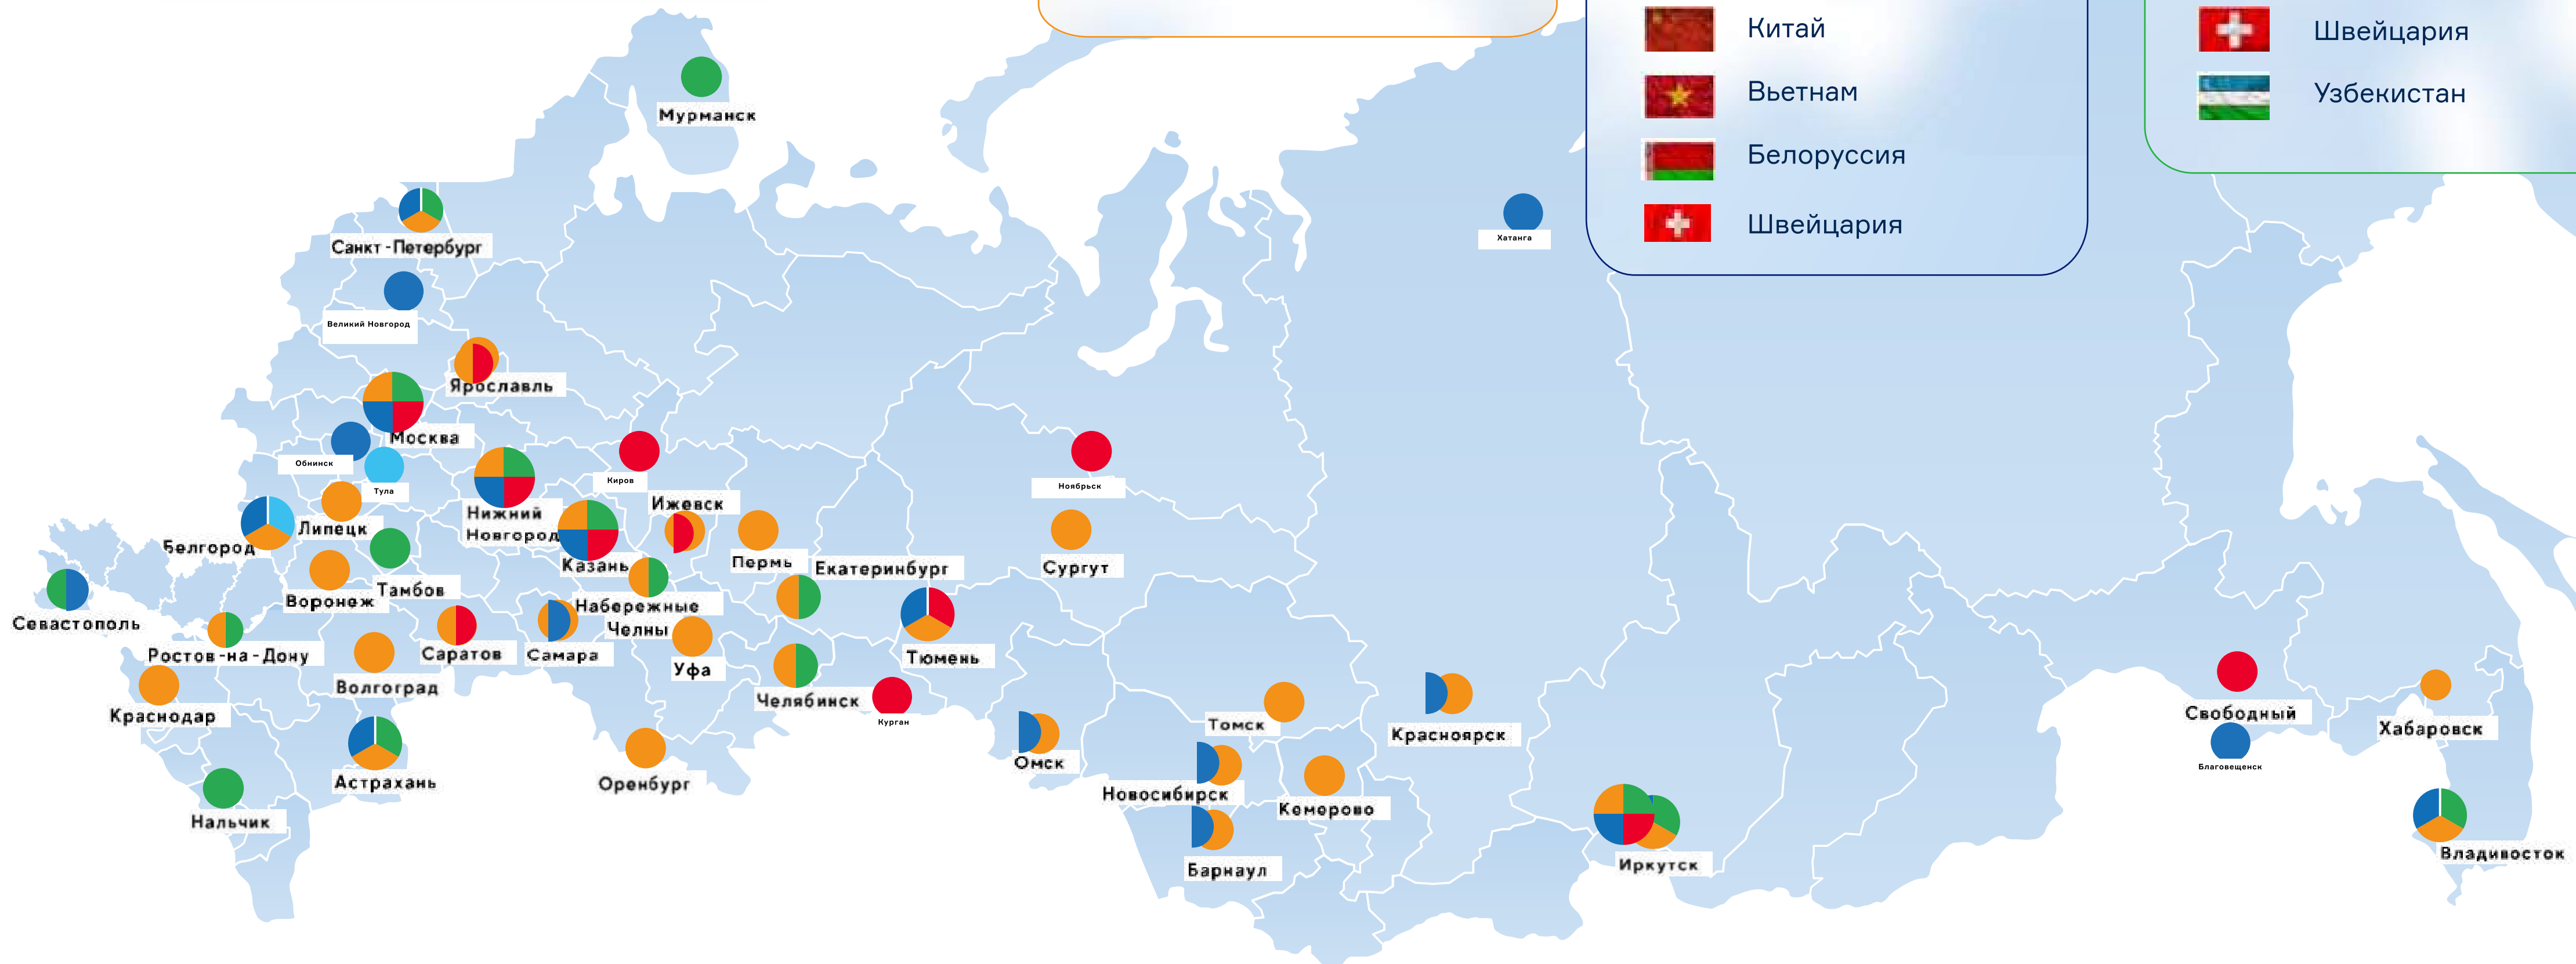 Китай
Швейцария
Вьетнам
Узбекистан
Белоруссия
Швейцария
Мурманск
Хатанга
Санкт-Петербург
Великий Новгород
Ярославль
Москва
Обнинск
Тула
Киров
Ноябрьск
Нижний
Новгород
Ижевск
Липецк
Белгород
Казань
Пермь
Екатеринбург
Сургут
Тамбов
Воронеж
Набережные
Челны
Севастополь
Ростов-на-Дону
Саратов
Самара
Уфа
Тюмень
Волгоград
Челябинск
Краснодар
Курган
Томск
Красноярск
Свободный
Хабаровск
Омск
Благовещенск
Астрахань
Оренбург
Новосибирск
Кемерово
Нальчик
Барнаул
Иркутск
Владивосток